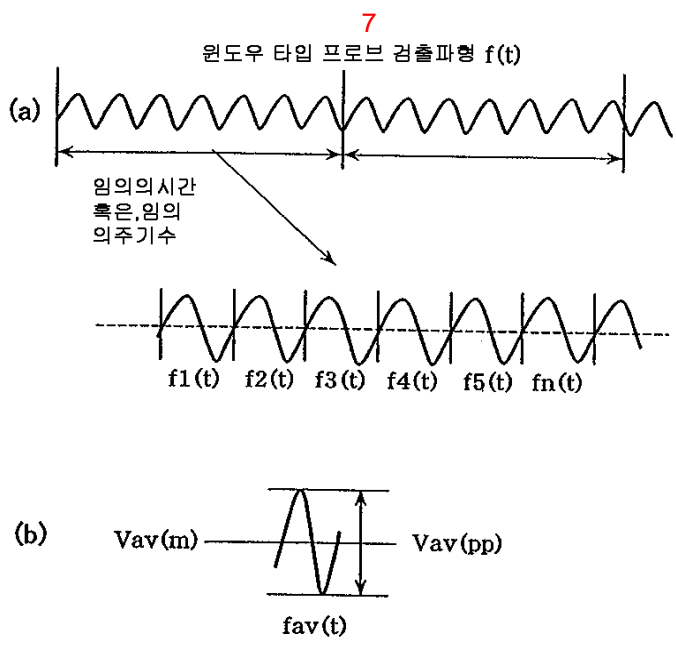 7
윈도우 타입 프로브 검출파형 f(t)
(a)
임의의시간
혹은,임의
의주기수
f1(t) f2(t) f3(t) f4(t) f5(t) fn(t)
(b)
Vav(m)
Vav(pp)
fav(t)